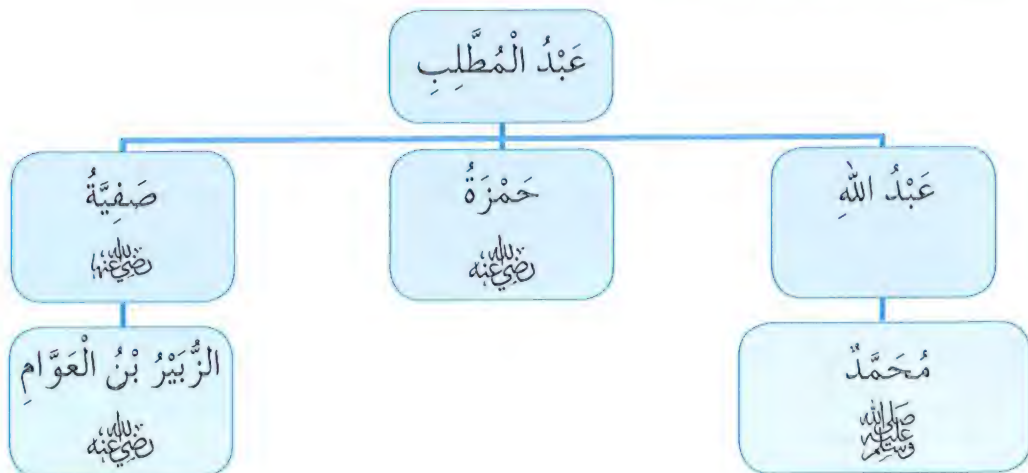 عَبْدُ الْمُطَّلِبِ
عَبْدُ اللهِ
حَمْزَةُ
رضي الله عنه
صَفِيَّةُ
رضي الله عنها
مُحَمَّدٌ
صلى الله عليه وسلم
الزُّبَيْرُ بْنُ الْعَوَّامِ
رضي الله عنه